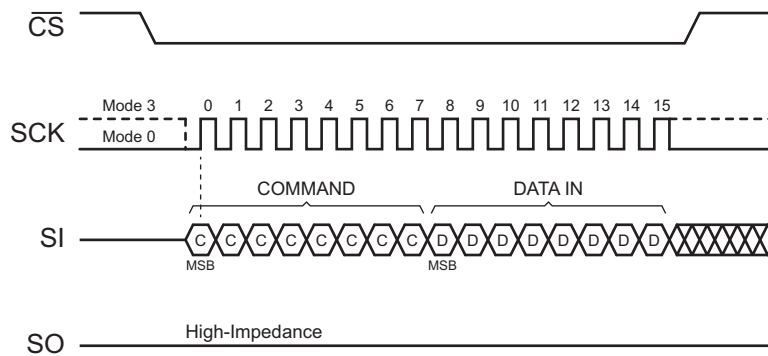 CS
Mode 3 0 1 2 3 4 5 6 7 8 9 10 11 12 13 14 15
SCK
Mode 0
COMMAND DATA IN
SI C C C C C C C C D D D D D D D D
MSB MSB
High-Impedance
SO